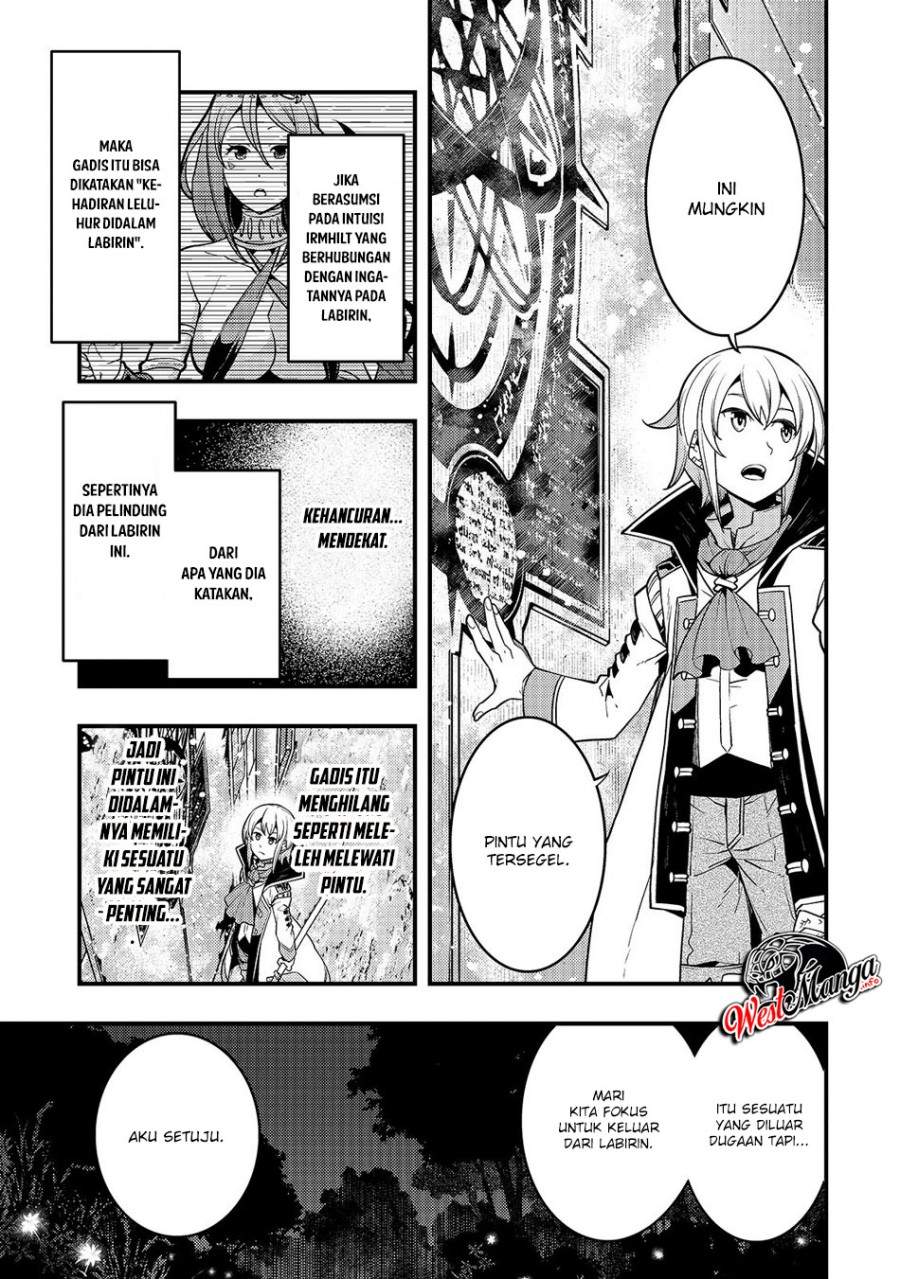 INI
MUNGKIN
PINTU YANG
TERSEGEL.
JIKA
BERASUMSI
PADA INTUISI
IRMHILT YANG
BERHUBUNGAN
DENGAN INGA-
TANNYA PADA
LABIRIN,
MAKA
GADIS ITU BISA
DIKATAKAN "KE-
HADIRAN LELU-
HUR DIDALAM
LABIRIN".
KEHANCURAN...
MENDEKAT.
DARI
APA YANG DIA
KATAKAN,
SEPERTINYA
DIA PELINDUNG
DARI LABIRIN
INI.
GADIS ITU
MENGHILANG
SEPERTI MELE-
LEH MELEWATI
PINTU.
JADI
PINTU INI
DIDALAM-
NYA MEMILI-
KI SESUATU
YANG SANGAT
PENTING...
.
ITU SESUATU
YANG DILUAR
DUGAAN TAPI...
MARI
KITA FOKUS
UNTUK KELUAR
DARI LABIRIN.
AKU SETUJU.
WestManga
.info